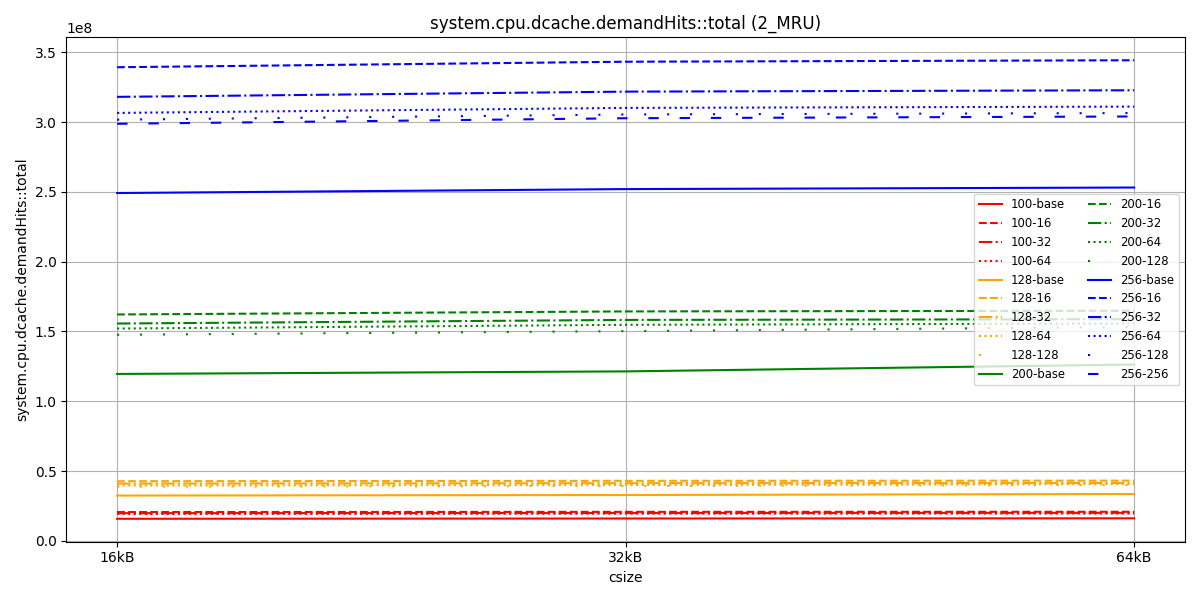 system.cpu.dcache.demandHits::total (2_MRU)
1e8
3.5
3.0
2.5
2.0
1.5
1.0
0.5
0.0
system.cpu.dcache.demandHits::total
16kB
32kB
64kB
csize
100-base
100-16
100-32
100-64
128-base
128-16
128-32
128-64
128-128
200-base
200-16
200-32
200-64
200-128
256-base
256-16
256-32
256-64
256-128
256-256